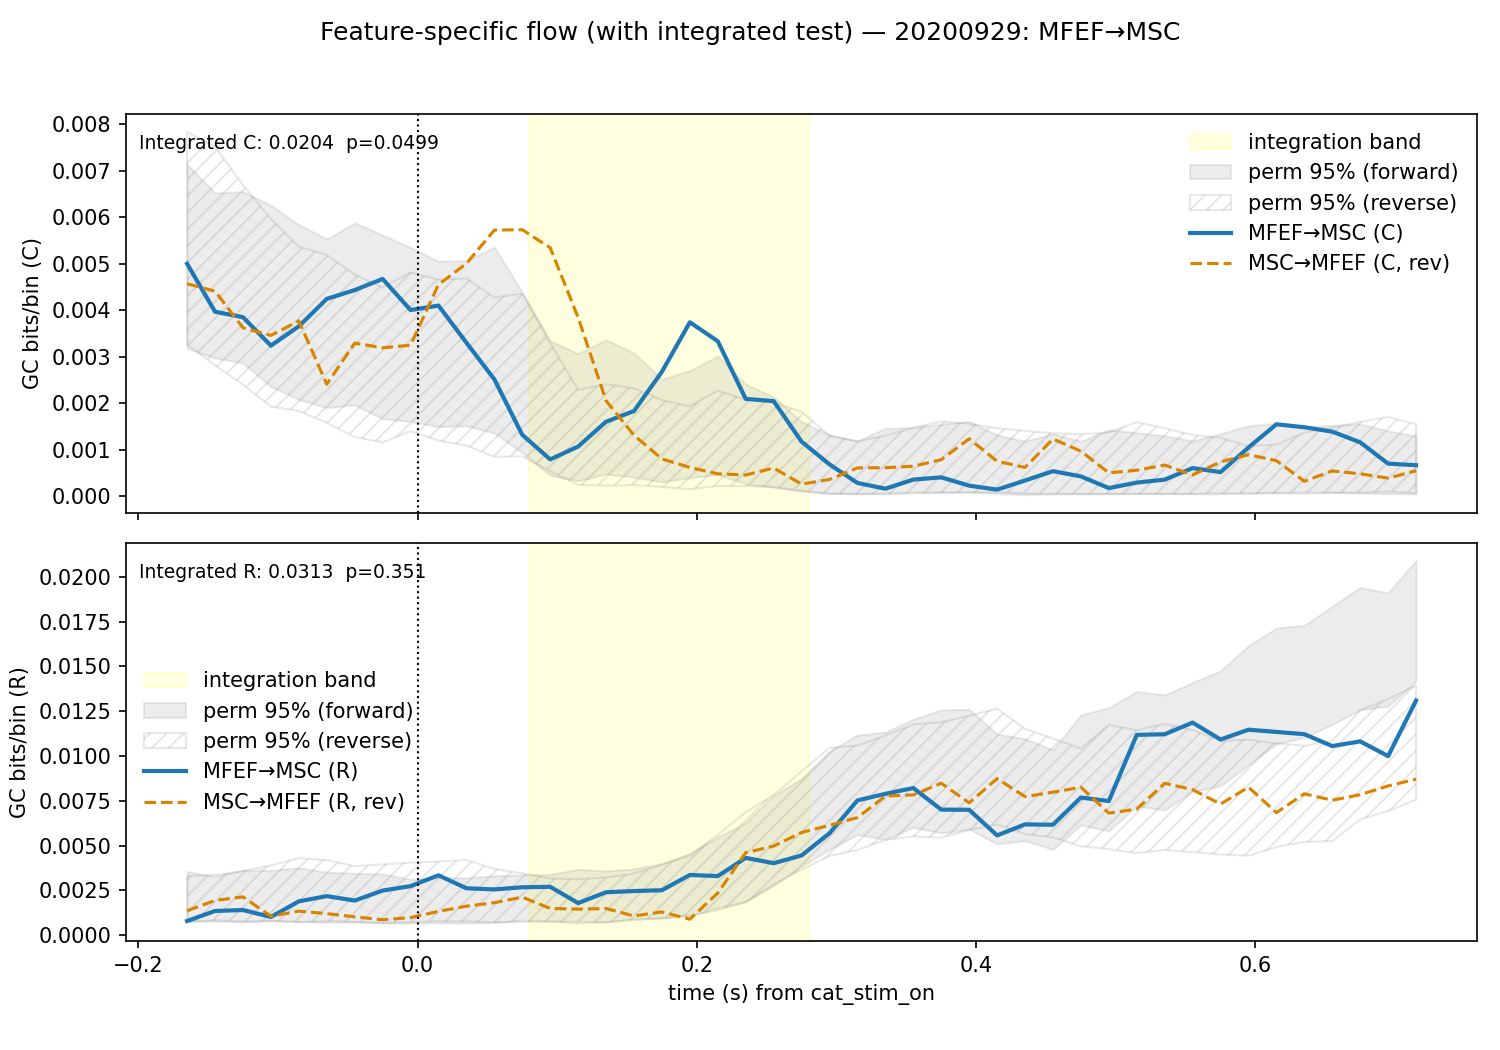 Feature-specific flow (with integrated test) — 20200929: MFEF→MSC
Integrated C: 0.0204  p=0.0499
integration band
perm 95% (forward)
perm 95% (reverse)
MFEF→MSC (C)
MSC→MFEF (C, rev)
GC bits/bin (C)
0.008
0.007
0.006
0.005
0.004
0.003
0.002
0.001
0.000
Integrated R: 0.0313  p=0.351
integration band
perm 95% (forward)
perm 95% (reverse)
MFEF→MSC (R)
MSC→MFEF (R, rev)
GC bits/bin (R)
0.0200
0.0175
0.0150
0.0125
0.0100
0.0075
0.0050
0.0025
0.0000
−0.2 0.0 0.2 0.4 0.6
time (s) from cat_stim_on